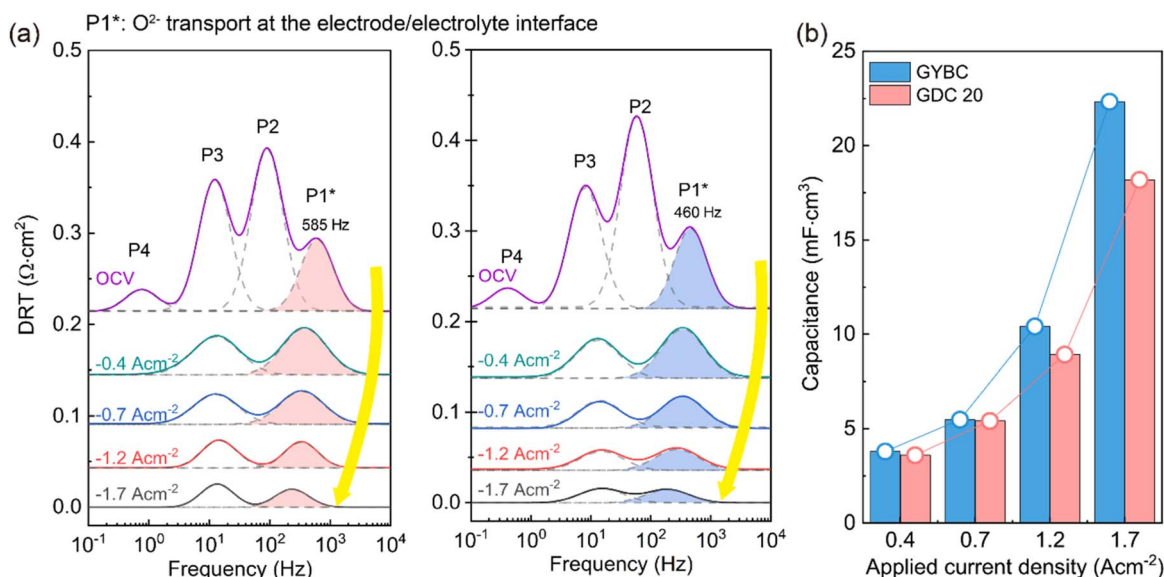 P1*: O²⁻ transport at the electrode/electrolyte interface
(a)
DRT (Ω·cm²)
0.5
0.4
0.3
0.2
0.1
0.0
P4
P3
P2
P1*
585 Hz
OCV
-0.4 Acm⁻²
-0.7 Acm⁻²
-1.2 Acm⁻²
-1.7 Acm⁻²
10⁻¹ 10⁰ 10¹ 10² 10³ 10⁴
Frequency (Hz)
0.5
0.4
0.3
0.2
0.1
0.0
P4
P3
P2
P1*
460 Hz
OCV
-0.4 Acm⁻²
-0.7 Acm⁻²
-1.2 Acm⁻²
-1.7 Acm⁻²
10⁻¹ 10⁰ 10¹ 10² 10³ 10⁴
Frequency (Hz)
(b)
GYBC
GDC 20
Capacitance (mF·cm³)
25
20
15
10
5
0
0.4 0.7 1.2 1.7
Applied current density (Acm⁻²)